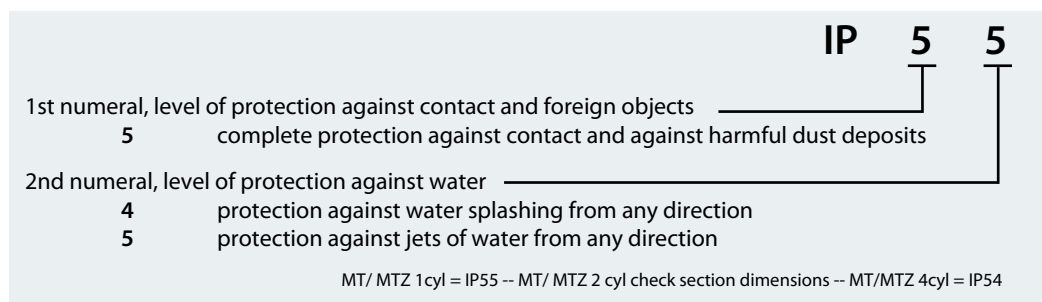 IP 5 5
1st numeral, level of protection against contact and foreign objects
5 complete protection against contact and against harmful dust deposits
2nd numeral, level of protection against water
4 protection against water splashing from any direction
5 protection against jets of water from any direction
MT/ MTZ 1cyl = IP55 -- MT/ MTZ 2 cyl check section dimensions -- MT/MTZ 4cyl = IP54